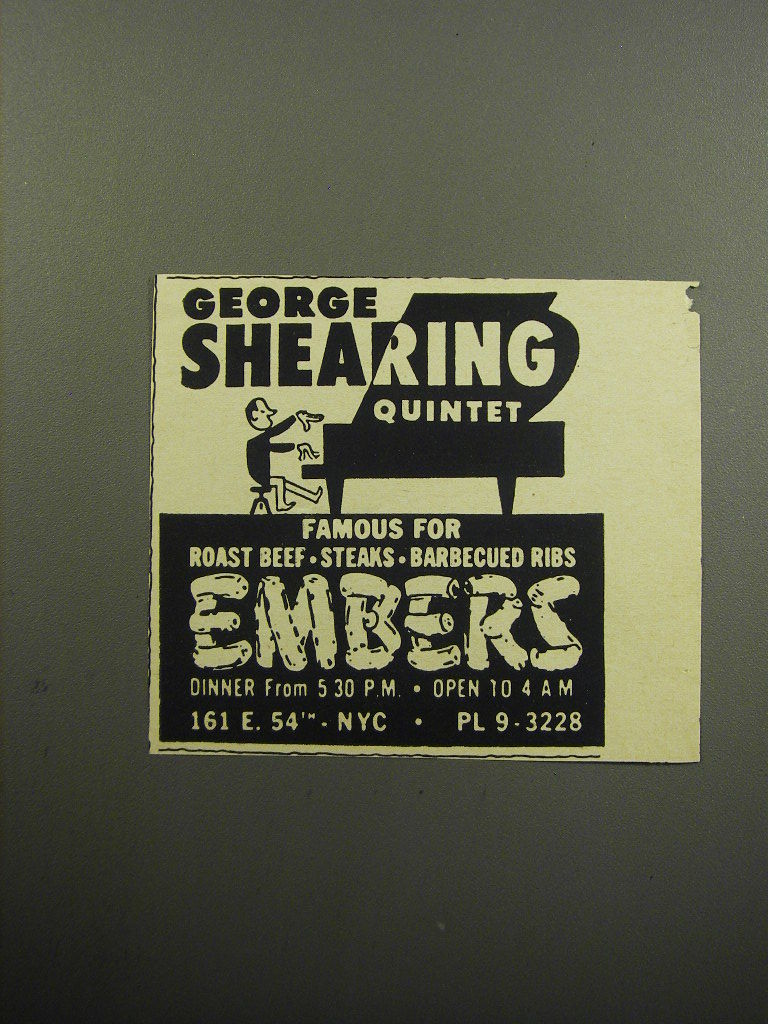 GEORGE
SHEARING
QUINTET
FAMOUS FOR
ROAST BEEF • STEAKS • BARBECUED RIBS
EMBERS
DINNER From 5 30 P.M. • OPEN TO 4 A M
161 E. 54TH • NYC • PL 9-3228